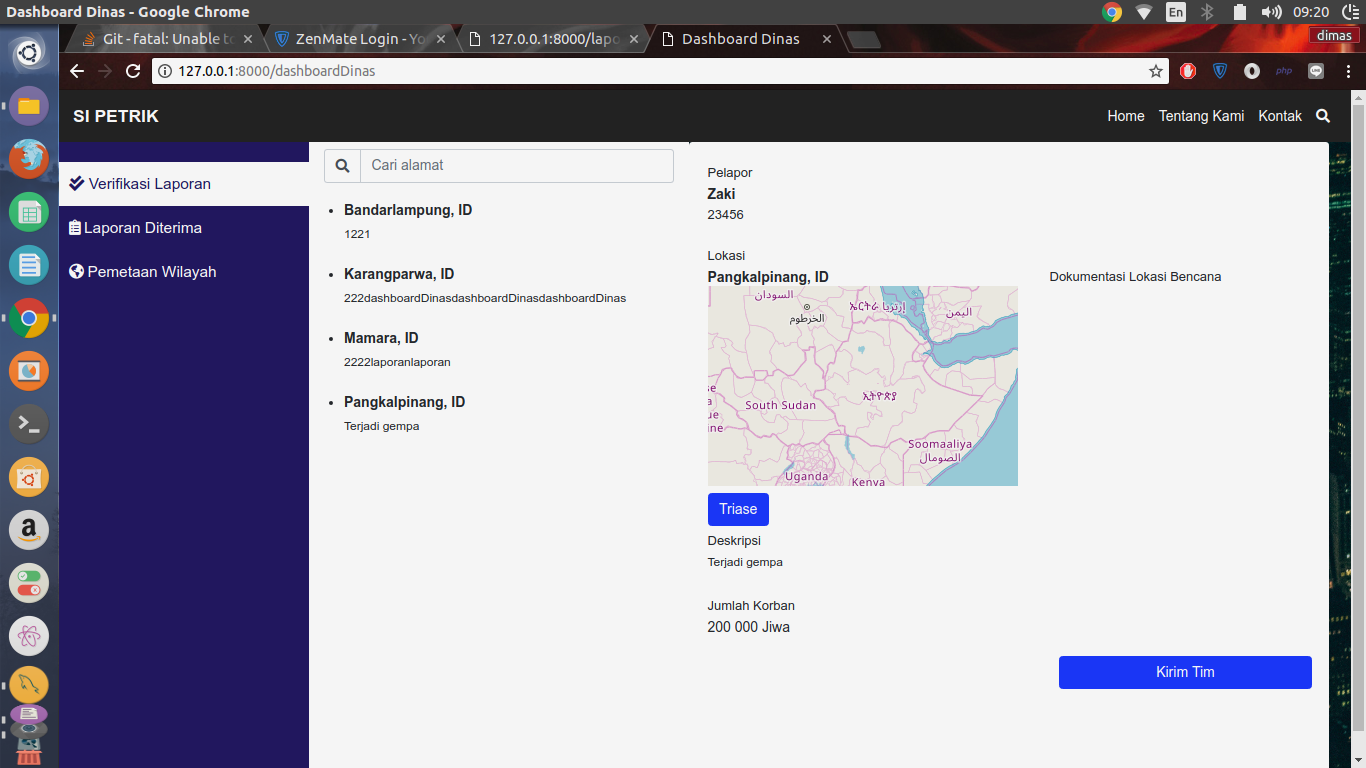 Dashboard Dinas - Google Chrome
En
09:20
Git - fatal: Unable to
ZenMate Login - Yo
127.0.0.1:8000/lapo
Dashboard Dinas
dimas
127.0.0.1:8000/dashboardDinas
php
SI PETRIK
Home
Tentang Kami
Kontak
Verifikasi Laporan
Laporan Diterima
Pemetaan Wilayah
Cari alamat
Bandarlampung, ID
1221
Karangparwa, ID
222dashboardDinasdashboardDinasdashboardDinas
Mamara, ID
2222laporanlaporan
Pangkalpinang, ID
Terjadi gempa
Pelapor
Zaki
23456
Lokasi
Pangkalpinang, ID
السودان
الخرطوم
ኤርትራ إرتريا
اليمن
South Sudan
ኢትዮጵያ
Soomaaliya
الصومال
Uganda
Kenya
Triase
Deskripsi
Terjadi gempa
Jumlah Korban
200 000 Jiwa
Dokumentasi Lokasi Bencana
Kirim Tim